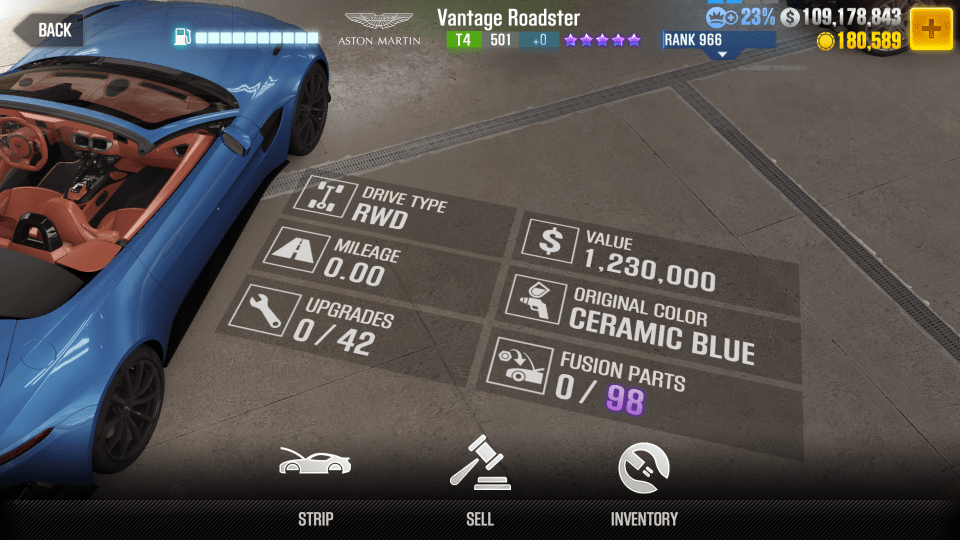 BACK
ASTON MARTIN
Vantage Roadster
T4 501 +0
RANK 966
23% $109,178,843
180,589
DRIVE TYPE
RWD
MILEAGE
0.00
UPGRADES
0/42
$ VALUE
1,230,000
ORIGINAL COLOR
CERAMIC BLUE
FUSION PARTS
0/98
STRIP
SELL
INVENTORY